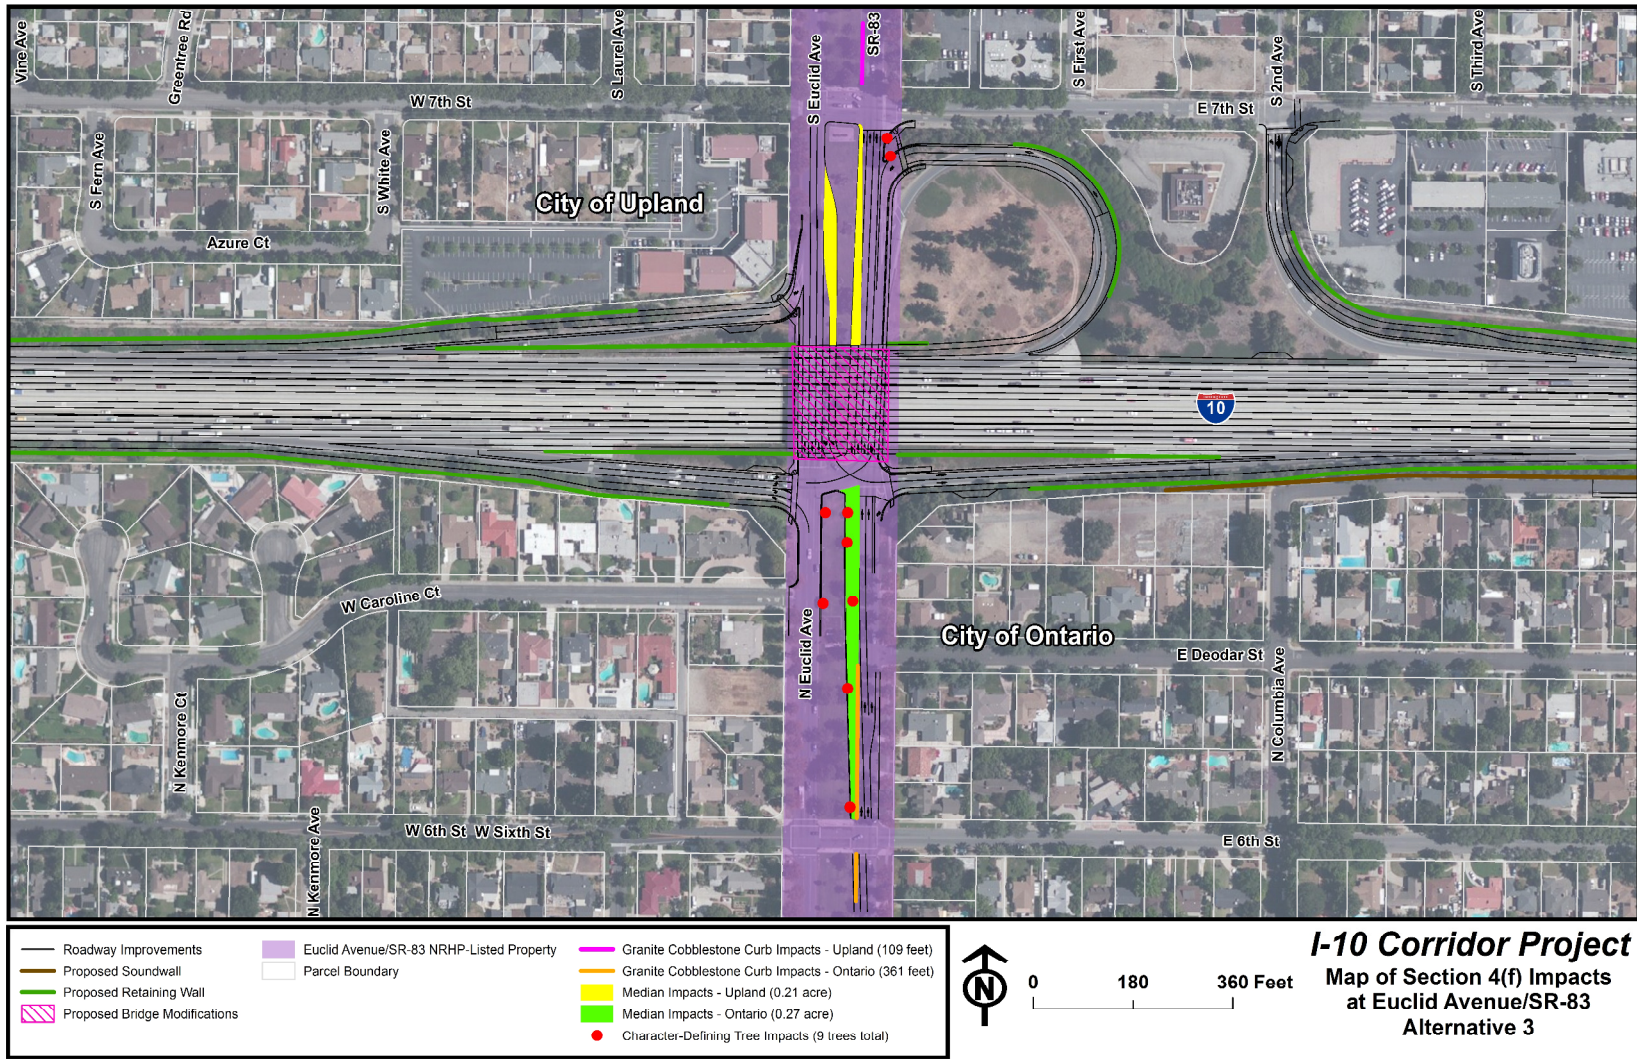 Vine Ave
Greentree Rd
S Laurel Ave
S Euclid Ave
SR-83
S First Ave
S 2nd Ave
S Third Ave
W 7th St
E 7th St
S Fern Ave
S White Ave
City of Upland
Azure Ct
10
W Caroline Ct
N Euclid Ave
City of Ontario
E Deodar St
N Columbia Ave
N Kenmore Ct
N Kenmore Ave
W 6th St
W Sixth St
E 6th St
Roadway Improvements
Proposed Soundwall
Proposed Retaining Wall
Proposed Bridge Modifications
Euclid Avenue/SR-83 NRHP-Listed Property
Parcel Boundary
Granite Cobblestone Curb Impacts - Upland (109 feet)
Granite Cobblestone Curb Impacts - Ontario (361 feet)
Median Impacts - Upland (0.21 acre)
Median Impacts - Ontario (0.27 acre)
Character-Defining Tree Impacts (9 trees total)
N
0 180 360 Feet
I-10 Corridor Project
Map of Section 4(f) Impacts
at Euclid Avenue/SR-83
Alternative 3